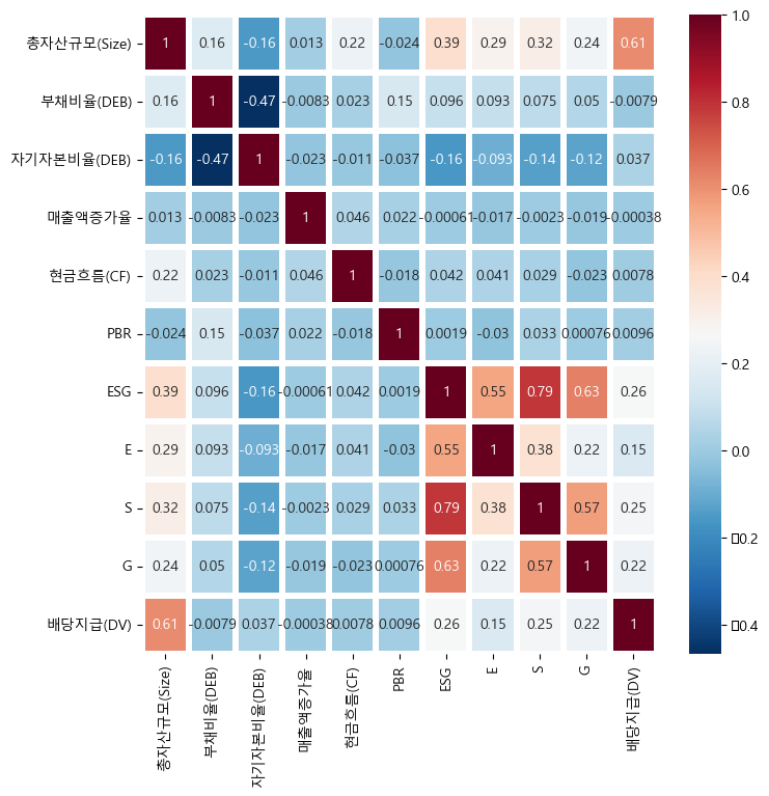 총자산규모(Size) 1 0.16 -0.16 0.013 0.22 -0.024 0.39 0.29 0.32 0.24 0.61
부채비율(DEB) 0.16 1 -0.47 -0.0083 0.023 0.15 0.096 0.093 0.075 0.05 -0.0079
자기자본비율(DEB) -0.16 -0.47 1 -0.023 -0.011 -0.037 -0.16 -0.093 -0.14 -0.12 0.037
매출액증가율 0.013 -0.0083 -0.023 1 0.046 0.022 -0.00061 -0.017 -0.0023 -0.019 -0.00038
현금흐름(CF) 0.22 0.023 -0.011 0.046 1 -0.018 0.042 0.041 0.029 -0.023 0.0078
PBR -0.024 0.15 -0.037 0.022 -0.018 1 0.0019 -0.03 0.033 0.00076 0.0096
ESG 0.39 0.096 -0.16 -0.00061 0.042 0.0019 1 0.55 0.79 0.63 0.26
E 0.29 0.093 -0.093 -0.017 0.041 -0.03 0.55 1 0.38 0.22 0.15
S 0.32 0.075 -0.14 -0.0023 0.029 0.033 0.79 0.38 1 0.57 0.25
G 0.24 0.05 -0.12 -0.019 -0.023 0.00076 0.63 0.22 0.57 1 0.22
배당지급(DV) 0.61 -0.0079 0.037 -0.00038 0.0078 0.0096 0.26 0.15 0.25 0.22 1
총자산규모(Size)
부채비율(DEB)
자기자본비율(DEB)
매출액증가율
현금흐름(CF)
PBR
ESG
E
S
G
배당지급(DV)
1.0
0.8
0.6
0.4
0.2
0.0
▯0.2
▯0.4